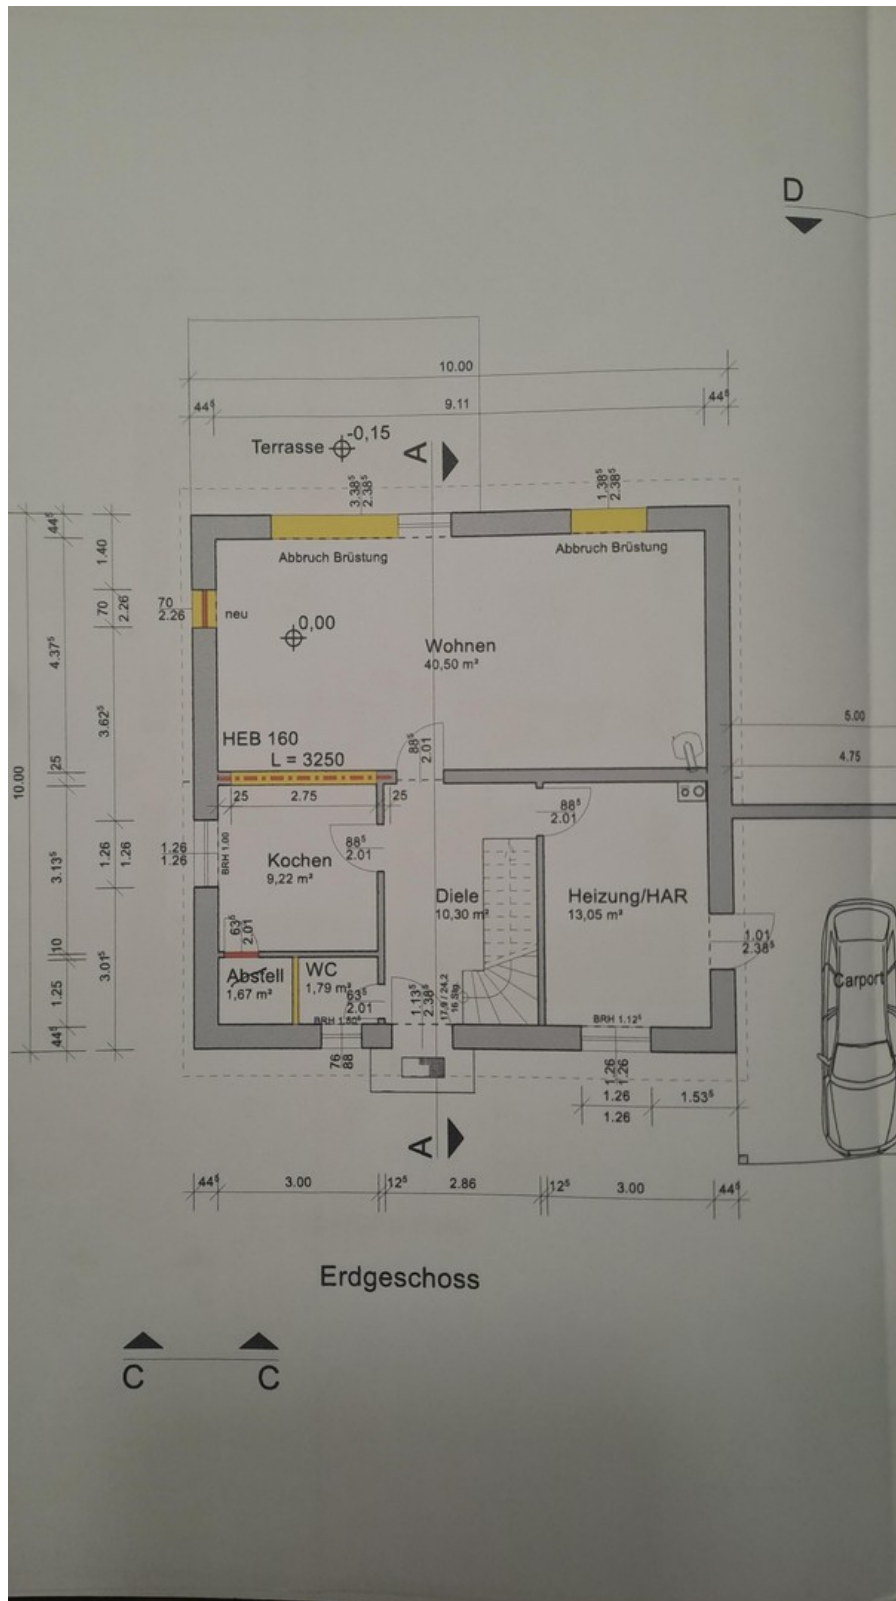 D
10.00
44⁵
9.11
44⁵
Terrasse
-0,15
A
3.38⁵
2.38⁵
1.38⁵
2.38⁵
Abbruch Brüstung
Abbruch Brüstung
10.00
44⁵
4.37⁵
25
3.13⁵
10
1.25
44⁵
1.40
70
2.26
3.62⁵
1.26
1.26
3.01⁵
70
2.26
neu
0,00
Wohnen
40,50 m²
HEB 160
L = 3250
88⁵
2.01
5.00
4.75
25
2.75
25
88⁵
2.01
1.26
1.26
BRH 1.00
Kochen
9,22 m²
88⁵
2.01
Diele
10,30 m²
Heizung/HAR
13,05 m²
63⁵
2.01
1.01
2.38⁵
Carport
Abstell
1,67 m²
WC
1,79 m²
63⁵
2.01
1.13⁵
2.38⁵
17,9 / 24,2
16 Stg.
BRH 1.12⁵
76
88
1.26
1.26
1.26
1.26
1.53⁵
A
44⁵
3.00
12⁵
2.86
12⁵
3.00
44⁵
Erdgeschoss
C
C